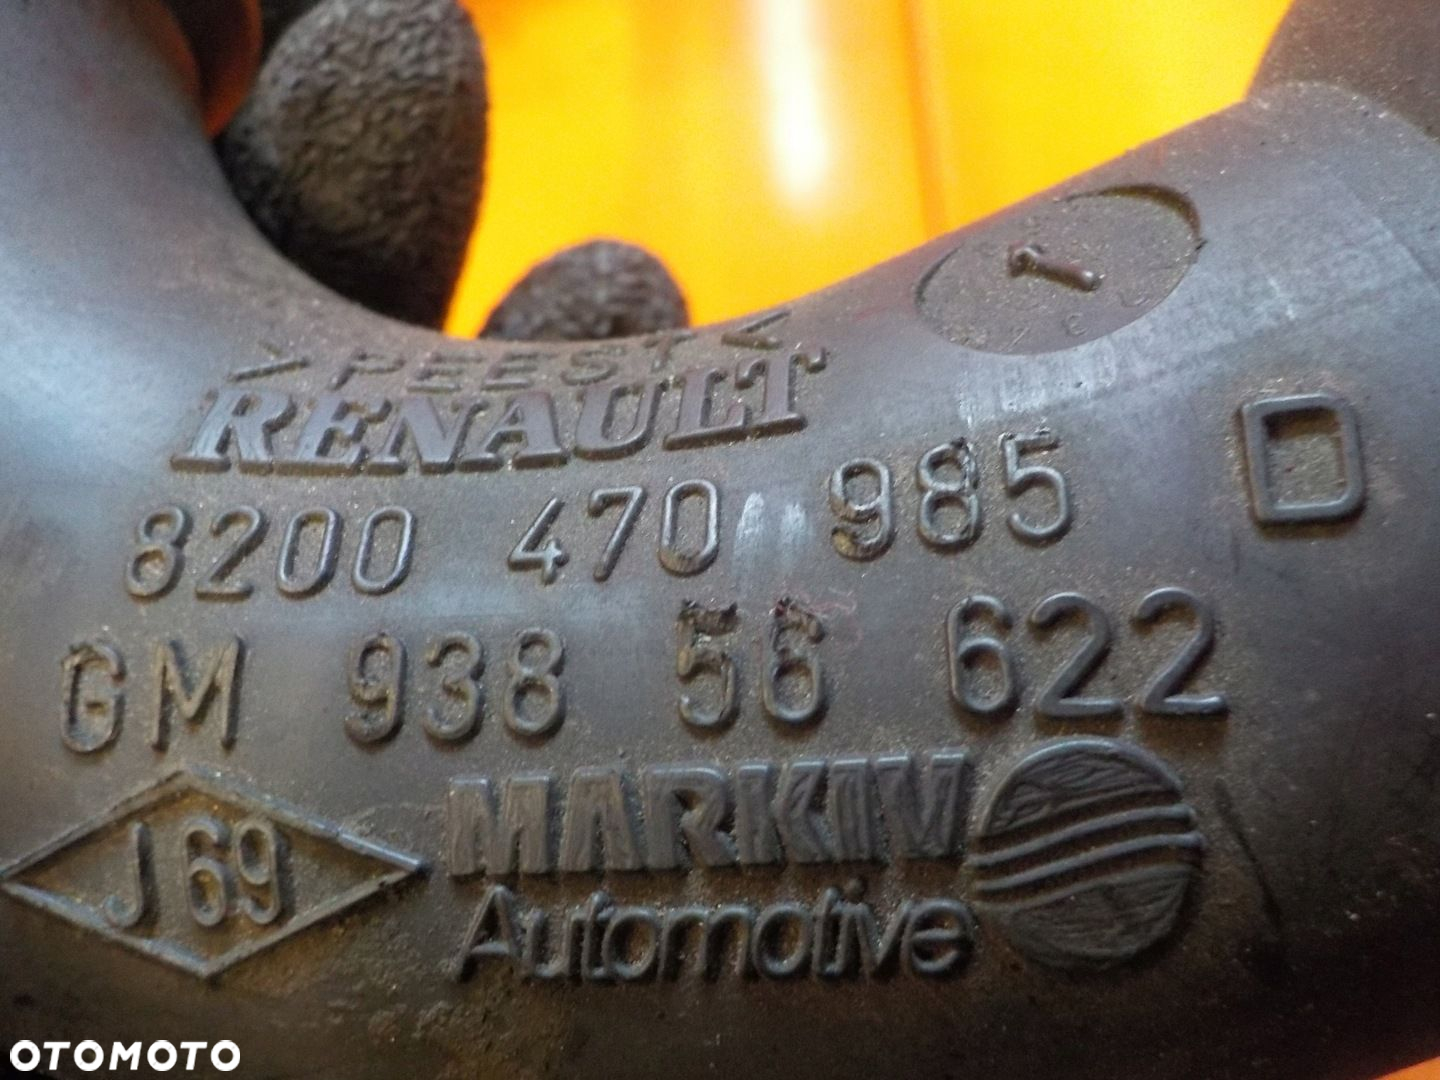 >PEEST<
RENAULT
8200 470 985 D
GM 938 56 622
J69
MARKIV
Automotive
OTOMOTO